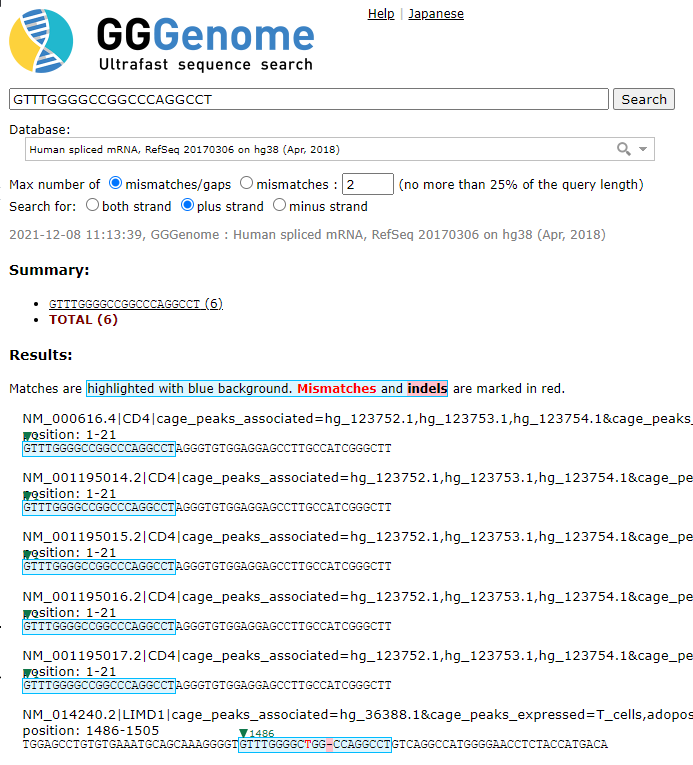 Help | Japanese
GGGenome
Ultrafast sequence search
GTTTGGGGCCGGCCCAGGCCT Search
Database:
Human spliced mRNA, RefSeq 20170306 on hg38 (Apr, 2018)
Max number of mismatches/gaps mismatches : 2 (no more than 25% of the query length)
Search for: both strand plus strand minus strand
2021-12-08 11:13:39, GGGenome : Human spliced mRNA, RefSeq 20170306 on hg38 (Apr, 2018)
Summary:
• GTTTGGGGCCGGCCCAGGCCT (6)
• TOTAL (6)
Results:
Matches are highlighted with blue background. Mismatches and indels are marked in red.
NM_000616.4|CD4|cage_peaks_associated=hg_123752.1,hg_123753.1,hg_123754.1&cage_peaks_
position: 1-21
GTTTGGGGCCGGCCCAGGCCTAGGGTGTGGAGGAGCCTTGCCATCGGGCTT
NM_001195014.2|CD4|cage_peaks_associated=hg_123752.1,hg_123753.1,hg_123754.1&cage_pe
position: 1-21
GTTTGGGGCCGGCCCAGGCCTAGGGTGTGGAGGAGCCTTGCCATCGGGCTT
NM_001195015.2|CD4|cage_peaks_associated=hg_123752.1,hg_123753.1,hg_123754.1&cage_pe
position: 1-21
GTTTGGGGCCGGCCCAGGCCTAGGGTGTGGAGGAGCCTTGCCATCGGGCTT
NM_001195016.2|CD4|cage_peaks_associated=hg_123752.1,hg_123753.1,hg_123754.1&cage_pe
position: 1-21
GTTTGGGGCCGGCCCAGGCCTAGGGTGTGGAGGAGCCTTGCCATCGGGCTT
NM_001195017.2|CD4|cage_peaks_associated=hg_123752.1,hg_123753.1,hg_123754.1&cage_pe
position: 1-21
GTTTGGGGCCGGCCCAGGCCTAGGGTGTGGAGGAGCCTTGCCATCGGGCTT
NM_014240.2|LIMD1|cage_peaks_associated=hg_36388.1&cage_peaks_expressed=T_cells,adipos
position: 1486-1505
1486
TGGAGCCTGTGTGAAATGCAGCAAAGGGGTGTTTGGGGCTGG-CCAGGCCTGTCAGGCCATGGGGAACCTCTACCATGACA